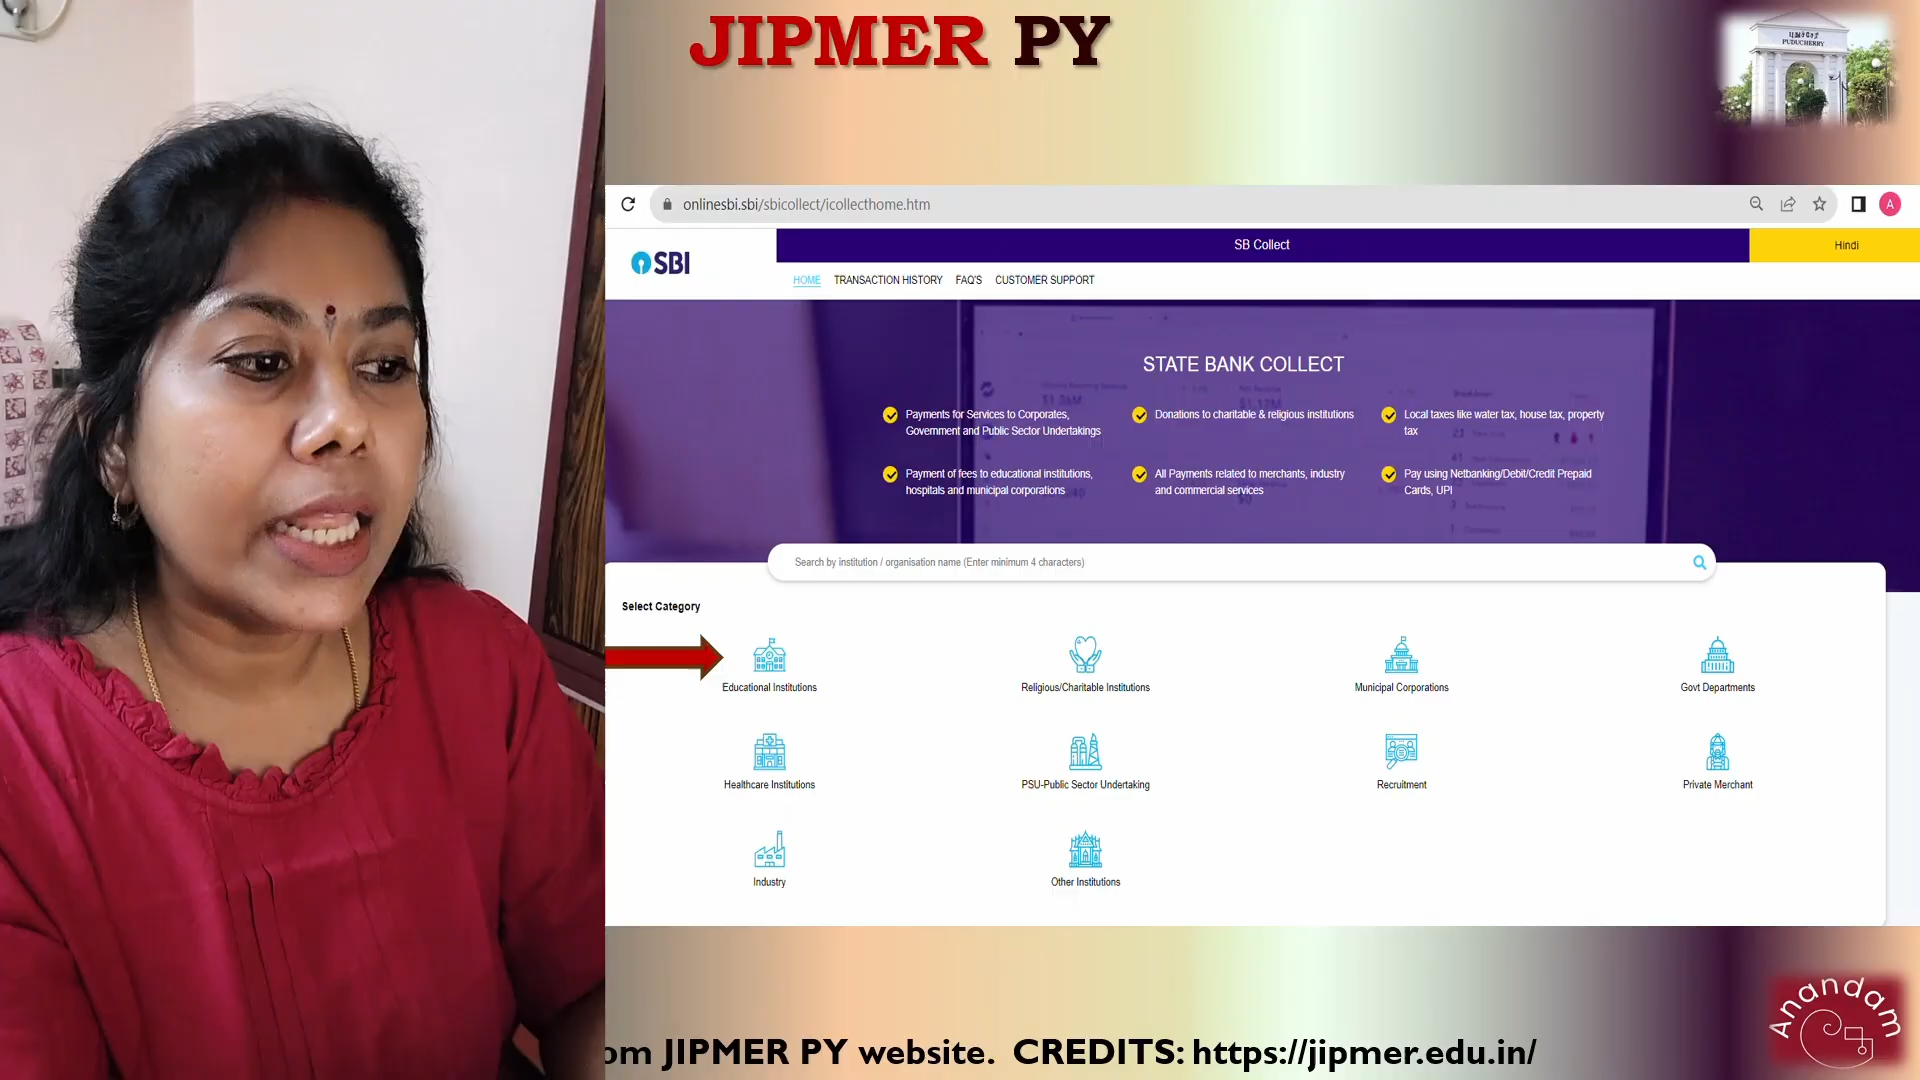 JIPMER PY
புதுச்சேரி
PUDUCHERRY
onlinesbi.sbi/sbicollect/icollecthome.htm
A
SBI
SB Collect
Hindi
HOME TRANSACTION HISTORY FAQ'S CUSTOMER SUPPORT
STATE BANK COLLECT
Payments for Services to Corporates,
Government and Public Sector Undertakings
Donations to charitable & religious institutions
Local taxes like water tax, house tax, property
tax
Payment of fees to educational institutions,
hospitals and municipal corporations
All Payments related to merchants, industry
and commercial services
Pay using Netbanking/Debit/Credit Prepaid
Cards, UPI
Search by institution / organisation name (Enter minimum 4 characters)
Select Category
Educational Institutions
Religious/Charitable Institutions
Municipal Corporations
Govt Departments
Healthcare Institutions
PSU-Public Sector Undertaking
Recruitment
Private Merchant
Industry
Other Institutions
om JIPMER PY website. CREDITS: https://jipmer.edu.in/
Anandam